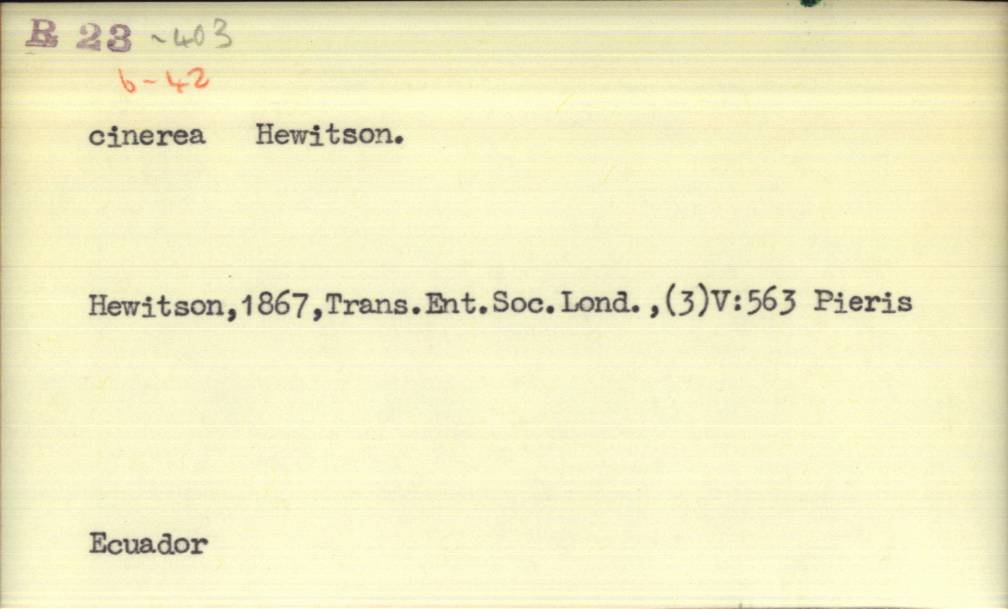 R 23 ~403
6-42
cinerea Hewitson.
Hewitson,1867,Trans.Ent.Soc.Lond.,(3)V:563 Pieris
Ecuador